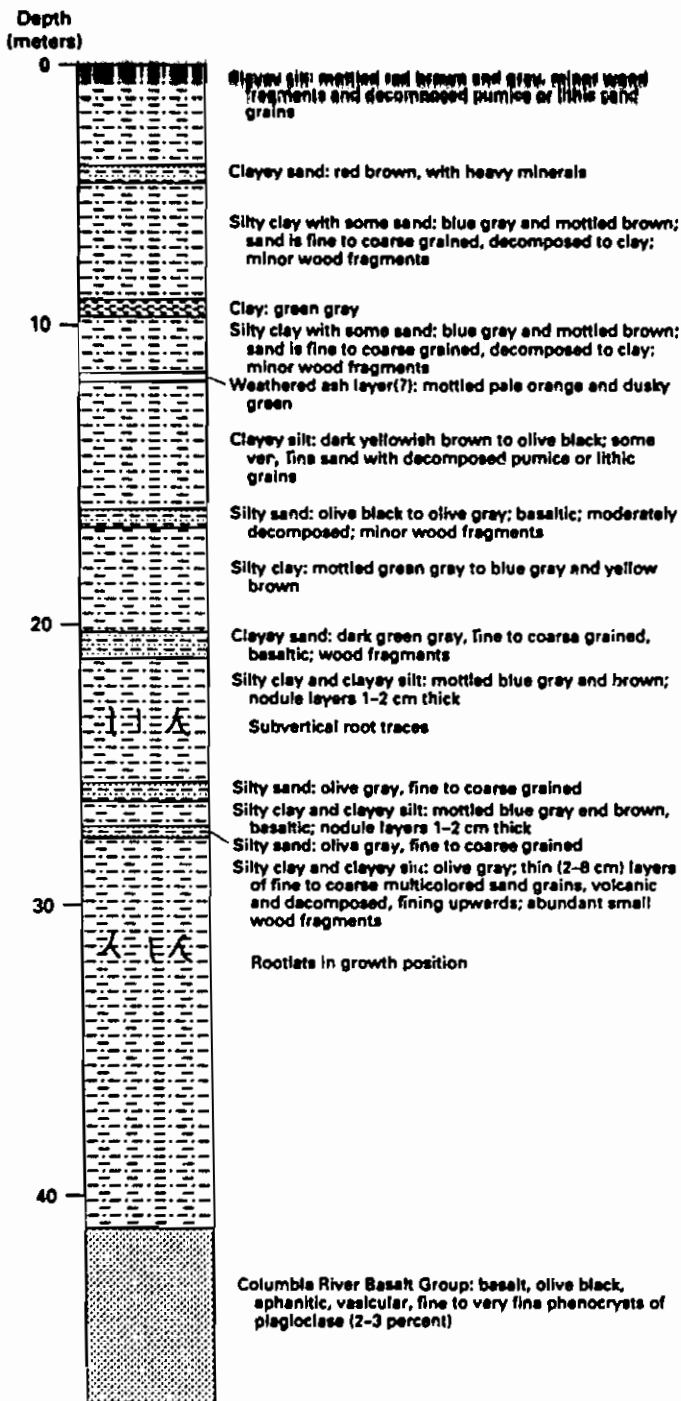 Depth
(meters)
0
Clayey silt: mottled red brown and gray, minor wood
fragments and decomposed pumice or lithic sand
grains
Clayey sand: red brown, with heavy minerals
Silty clay with some sand: blue gray and mottled brown;
sand is fine to coarse grained, decomposed to clay;
minor wood fragments
Clay: green gray
10
Silty clay with some sand: blue gray and mottled brown;
sand is fine to coarse grained, decomposed to clay;
minor wood fragments
Weathered ash layer(?): mottled pale orange and dusky
green
Clayey silt: dark yellowish brown to olive black; some
ver, fine sand with decomposed pumice or lithic
grains
Silty sand: olive black to olive gray; basaltic; moderately
decomposed; minor wood fragments
Silty clay: mottled green gray to blue gray and yellow
brown
20
Clayey sand: dark green gray, fine to coarse grained,
basaltic; wood fragments
Silty clay and clayey silt: mottled blue gray and brown;
nodule layers 1–2 cm thick
Subvertical root traces
Silty sand: olive gray, fine to coarse grained
Silty clay and clayey silt: mottled blue gray and brown,
basaltic; nodule layers 1–2 cm thick
Silty sand: olive gray, fine to coarse grained
Silty clay and clayey silt: olive gray; thin (2–8 cm) layers
of fine to coarse multicolored sand grains, volcanic
and decomposed, fining upwards; abundant small
wood fragments
30
Rootlets in growth position
40
Columbia River Basalt Group: basalt, olive black,
aphanitic, vesicular, fine to very fine phenocrysts of
plagioclase (2–3 percent)